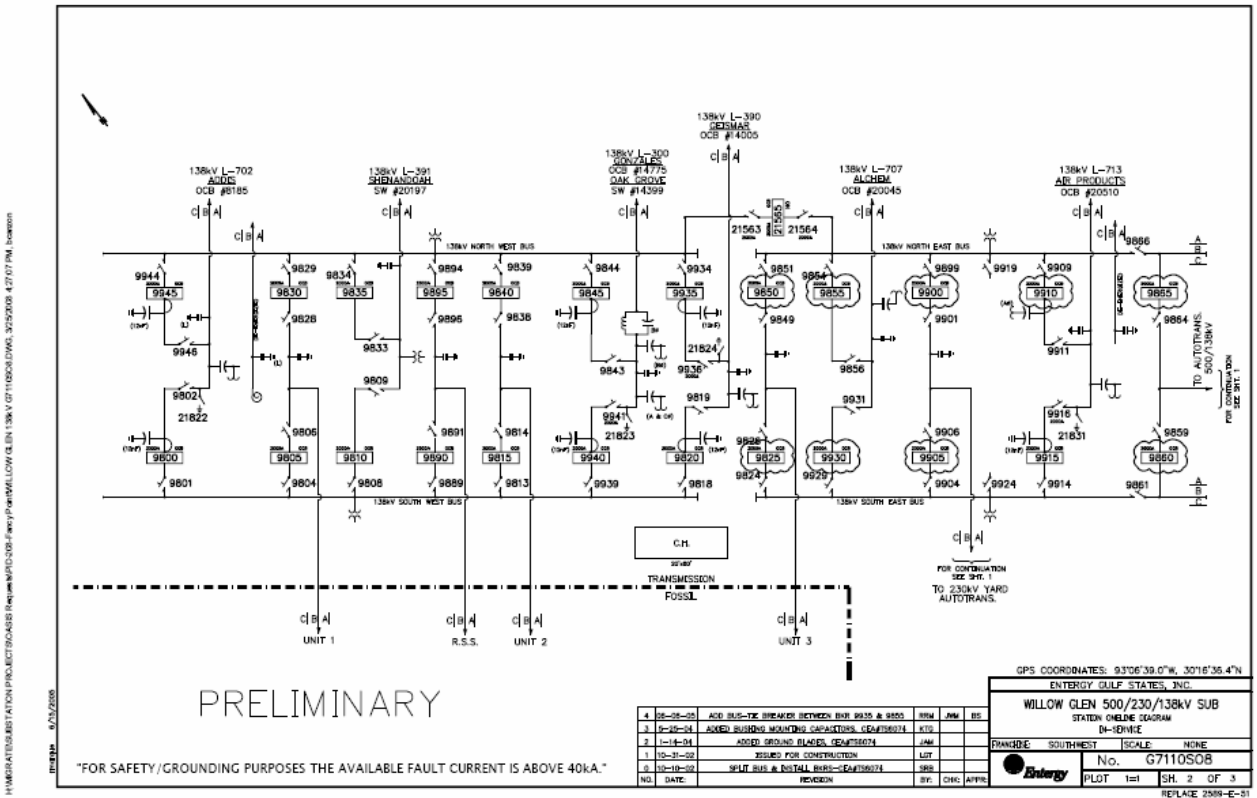 138kV L-390
GEISMAR
OCB #14005
C B A
138kV L-702
ADDIS
OCB #8185
C B A
C B A
138kV L-391
SHENANDOAH
SW #20197
C B A
138kV L-300
GONZALES
OCB #14775
OAK GROVE
SW #14399
C B A
138kV L-707
ALCHEM
OCB #20045
C B A
138kV L-713
AIR PRODUCTS
OCB #20510
C B A
C B A
21563
21565
21564
138kV NORTH WEST BUS
138kV NORTH EAST BUS
9866
A
B
C
9944
9829
9834
9894
9839
9844
9934
9851
9854
9899
9919
9909
9945
9830
9835
9895
9840
9845
9935
9850
9855
9900
9910
9865
9828
9896
9838
9849
9901
9864
9946
9833
9843
21824
9936
9856
9911
TO AUTOTRANS.
500/138kV
FOR CONTINUATION
SEE SHT. 1
9802
21822
9809
9941
21823
9819
9931
9916
21831
9806
9891
9814
9826
9906
9859
9800
9805
9810
9890
9815
9940
9820
9825
9930
9905
9915
9860
9801
9804
9808
9889
9813
9939
9818
9824
9929
9904
9924
9914
9861
138kV SOUTH WEST BUS
138kV SOUTH EAST BUS
A
B
C
C B A
C.H.
FOR CONTINUATION
SEE SHT. 1
TO 230kV YARD
AUTOTRANS.
TRANSMISSION
FOSSIL
C B A
UNIT 1
C B A
R.S.S.
C B A
UNIT 2
C B A
UNIT 3
PRELIMINARY
"FOR SAFETY/GROUNDING PURPOSES THE AVAILABLE FAULT CURRENT IS ABOVE 40kA."
4 06-06-05 ADD BUS-TIE BREAKER BETWEEN BKR 9935 & 9855 RRM JWM BS
3 5-25-04 ADDED BUSHING MOUNTING CAPACITORS, CEA#TS6074 KTG
2 1-14-04 ADDED GROUND BLADES, CEA#TS6074 JAM
1 10-31-02 ISSUED FOR CONSTRUCTION LGT
0 10-10-02 SPLIT BUS & INSTALL BKRS-CEA#TS6074 SRB
NO. DATE: REVISION BY: CHK: APPR:
GPS COORDINATES: 93°06'39.0"W, 30°16'36.4"N
ENTERGY GULF STATES, INC.
WILLOW GLEN 500/230/138kV SUB
STATION ONELINE DIAGRAM
IN-SERVICE
FRANCHISE: SOUTHWEST SCALE: NONE
Entergy
No. G7110SO8
PLOT 1=1 SH. 2 OF 3
REPLACE 2589-E-51